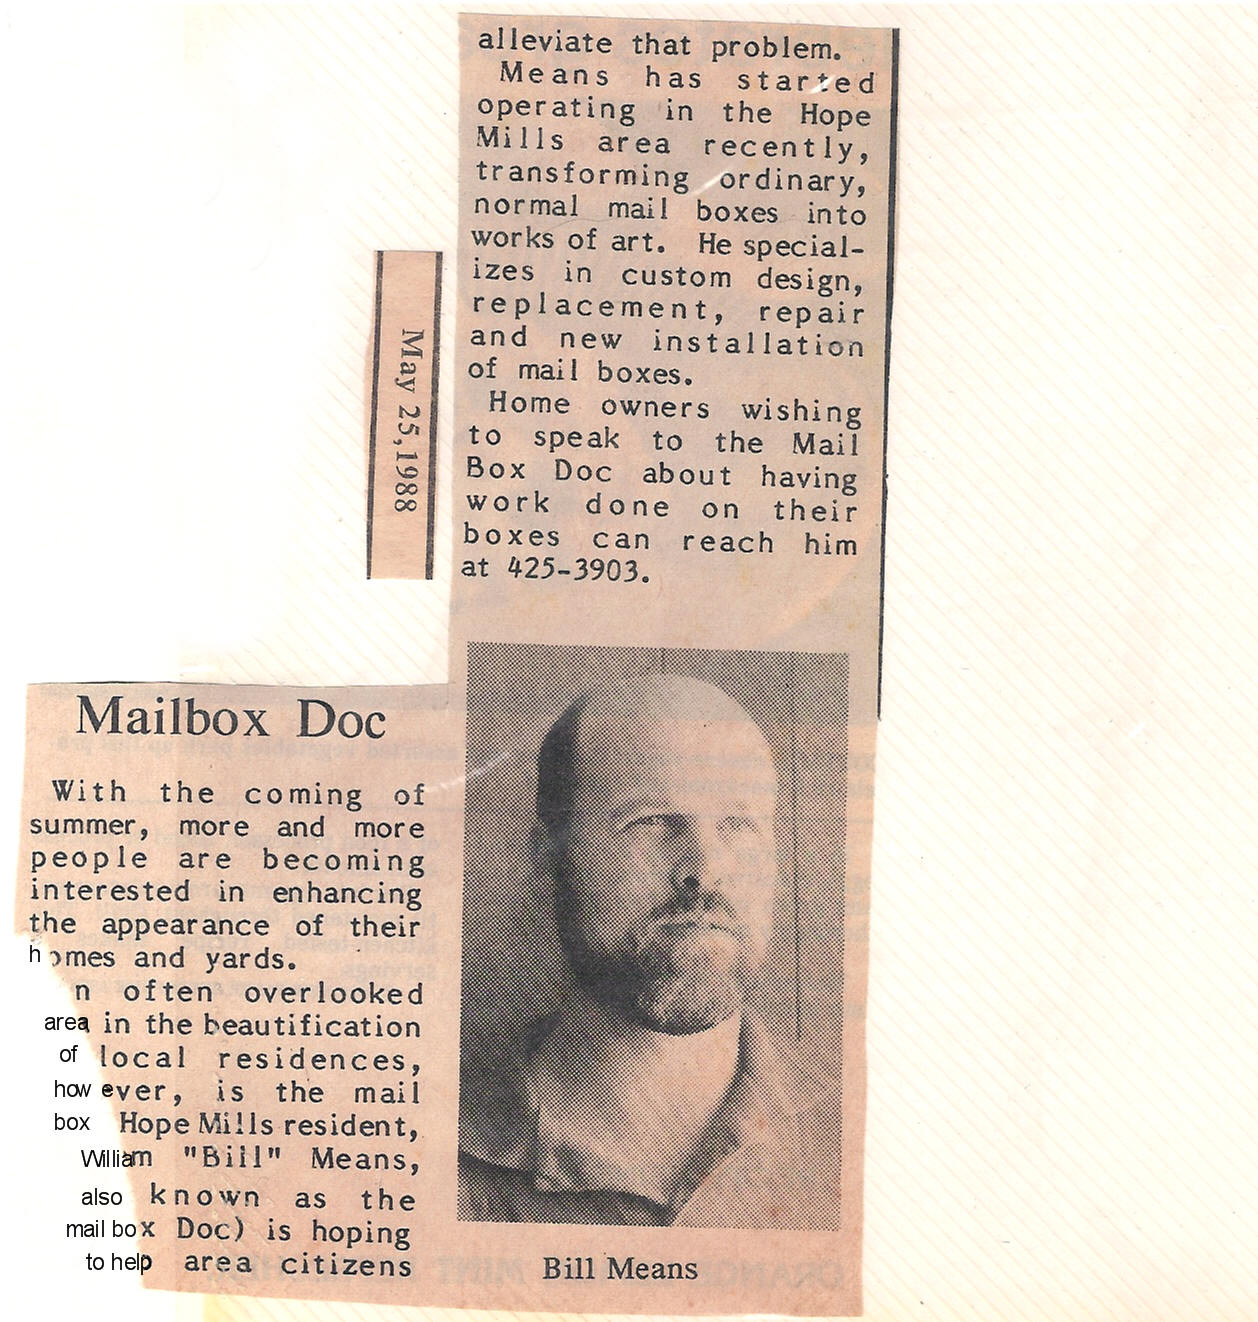 Mailbox Doc
With the coming of
summer, more and more
people are becoming
interested in enhancing
the appearance of their
homes and yards.
n often overlooked
area in the beautification
of local residences,
however, is the mail
box Hope Mills resident,
William "Bill" Means,
also known as the
mail box Doc) is hoping
to help area citizens
alleviate that problem.
Means has started
operating in the Hope
Mills area recently,
transforming ordinary,
normal mail boxes into
works of art. He special-
izes in custom design,
replacement, repair
and new installation
of mail boxes.
Home owners wishing
to speak to the Mail
Box Doc about having
work done on their
boxes can reach him
at 425-3903.
May 25,1988
Bill Means